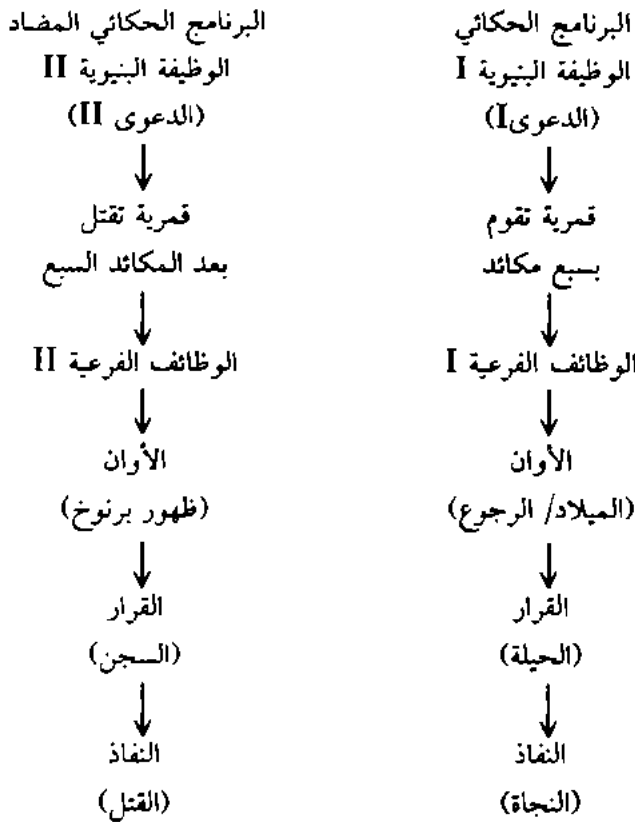 البرنامج الحكائي
الوظيفة البنيوية I
(الدعوى I)
قمرية تقوم
بسبع مكائد
الوظائف الفرعية I
الأوان
(الميلاد/ الرجوع)
القرار
(الحيلة)
النفاذ
(النجاة)
البرنامج الحكائي المضاد
الوظيفة البنيوية II
(الدعوى II)
قمرية تقتل
بعد المكائد السبع
الوظائف الفرعية II
الأوان
(ظهور برنوخ)
القرار
(السجن)
النفاذ
(القتل)